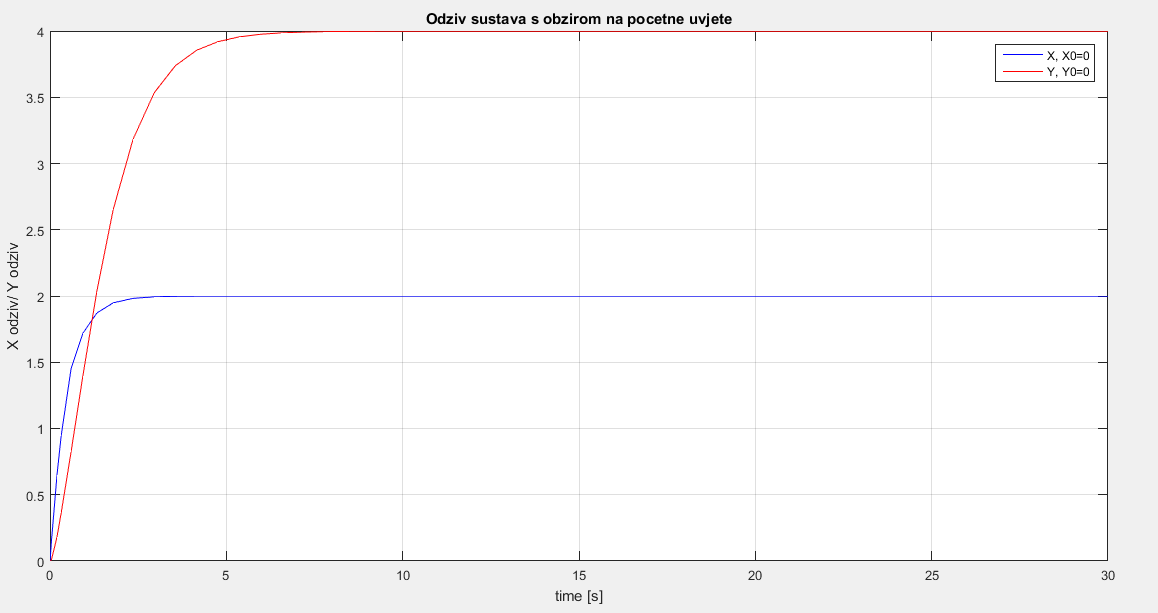 Odziv sustava s obzirom na pocetne uvjete
X, X0=0
Y, Y0=0
4
3.5
3
2.5
2
1.5
1
0.5
0
X odziv/ Y odziv
0 5 10 15 20 25 30
time [s]